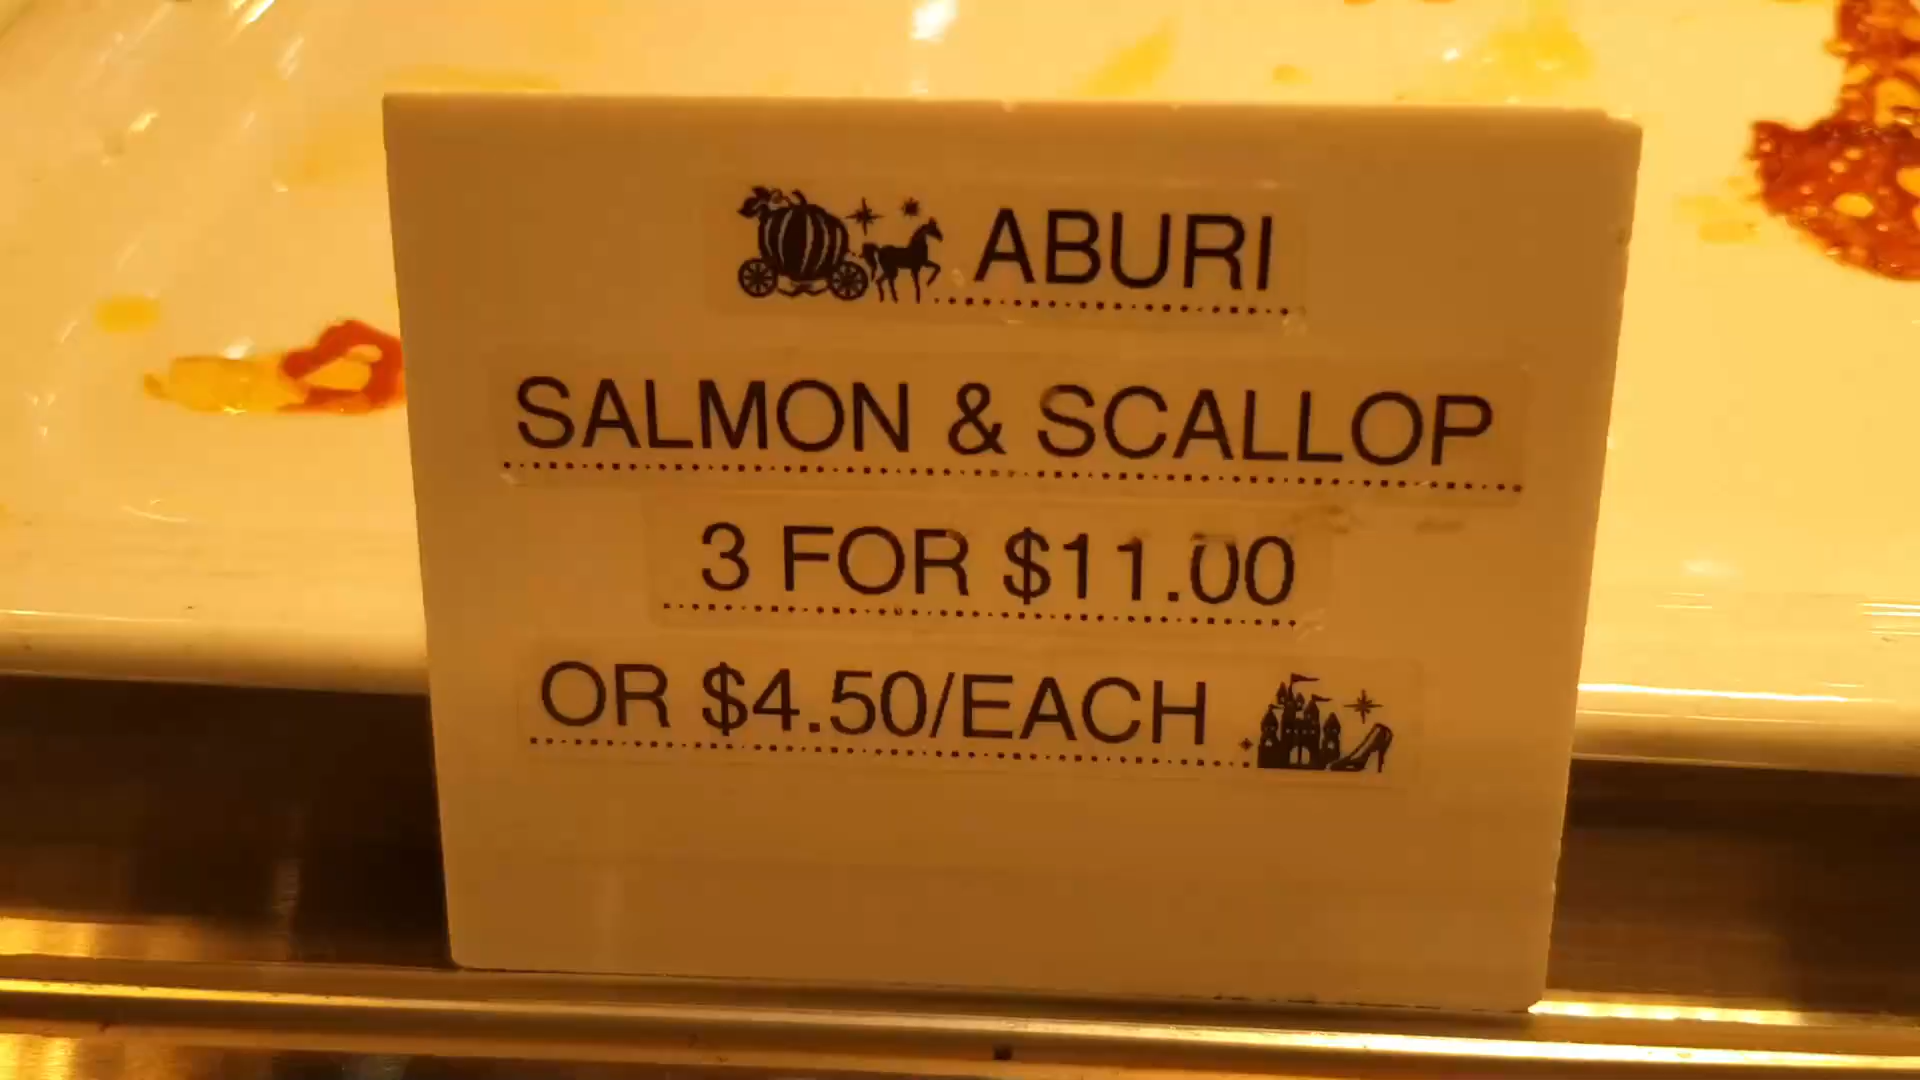 ABURI
SALMON & SCALLOP
3 FOR $11.00
OR $4.50/EACH